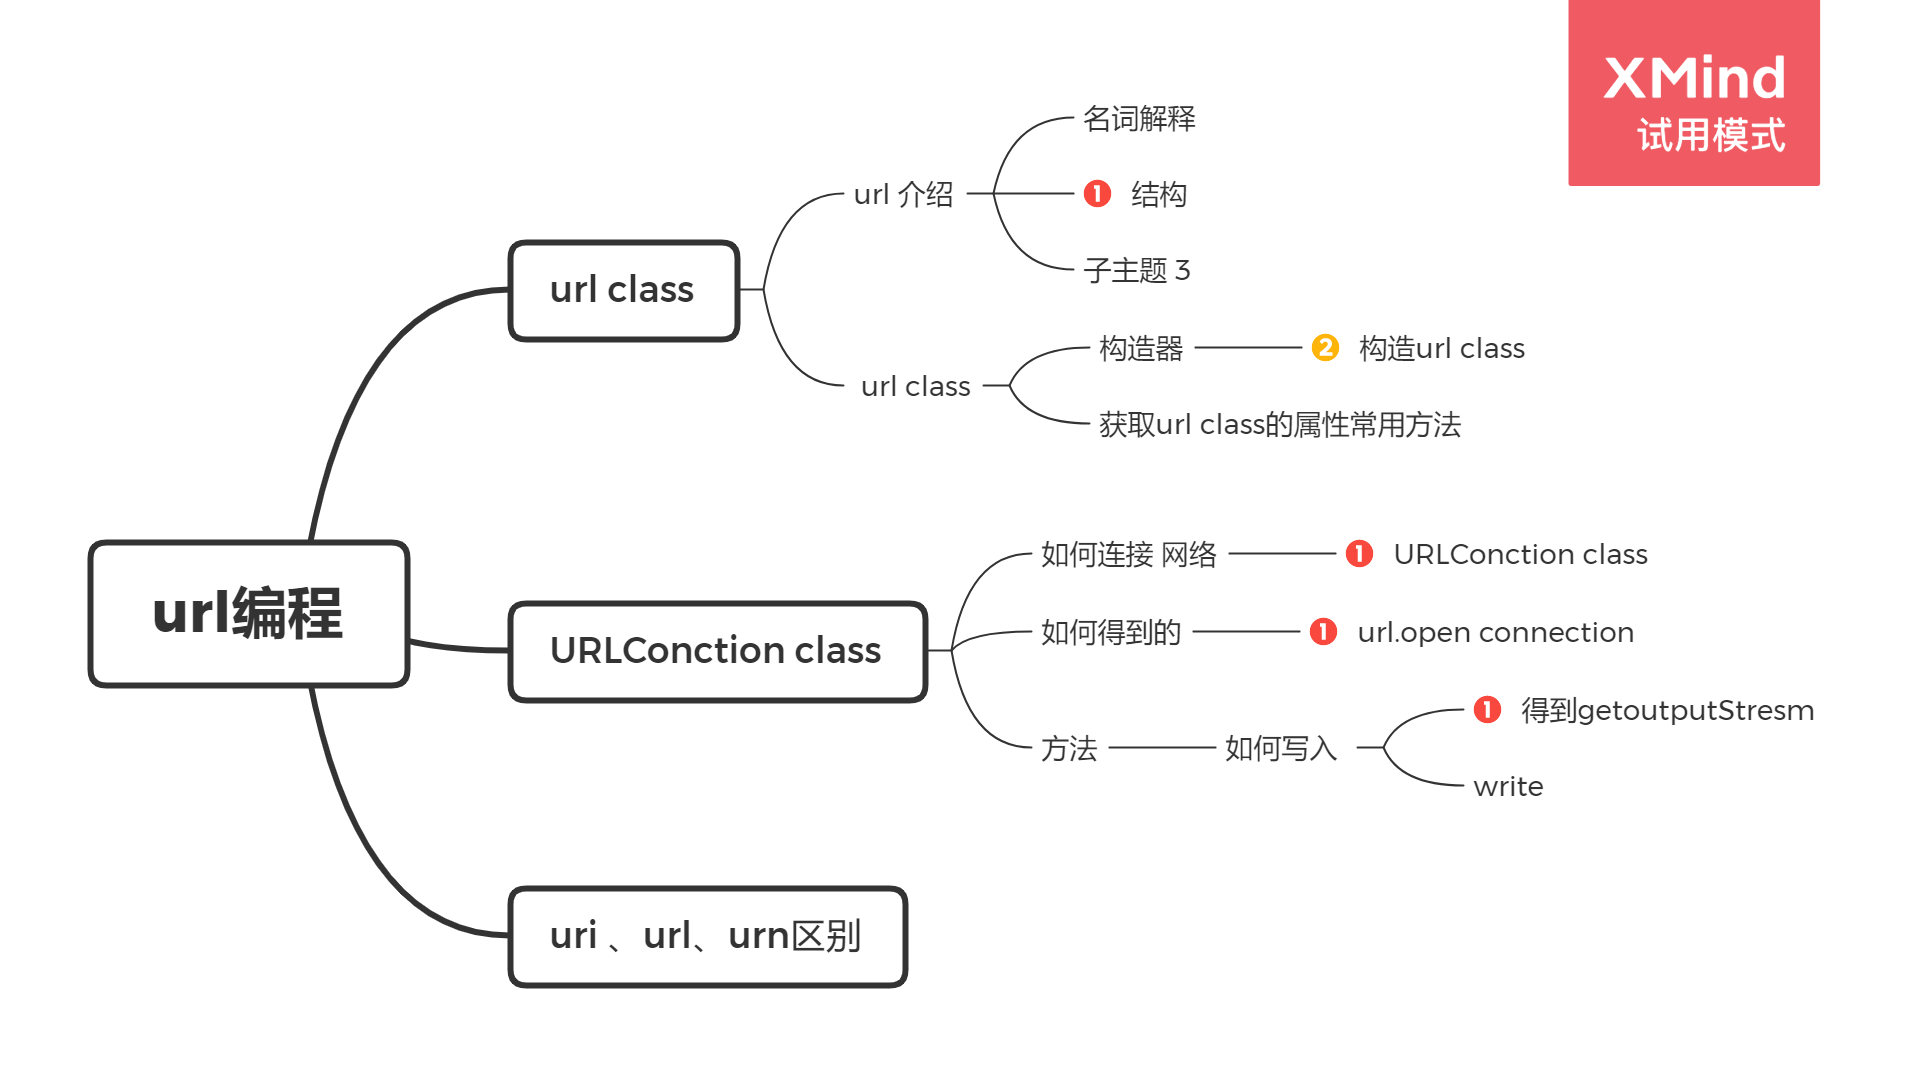 XMind
试用模式
url编程
url class
url 介绍
名词解释
1 结构
子主题 3
url class
构造器
2 构造url class
获取url class的属性常用方法
URLConction class
如何连接 网络
1 URLConction class
如何得到的
1 url.open connection
方法
如何写入
1 得到getoutputStresm
write
uri 、url、urn区别